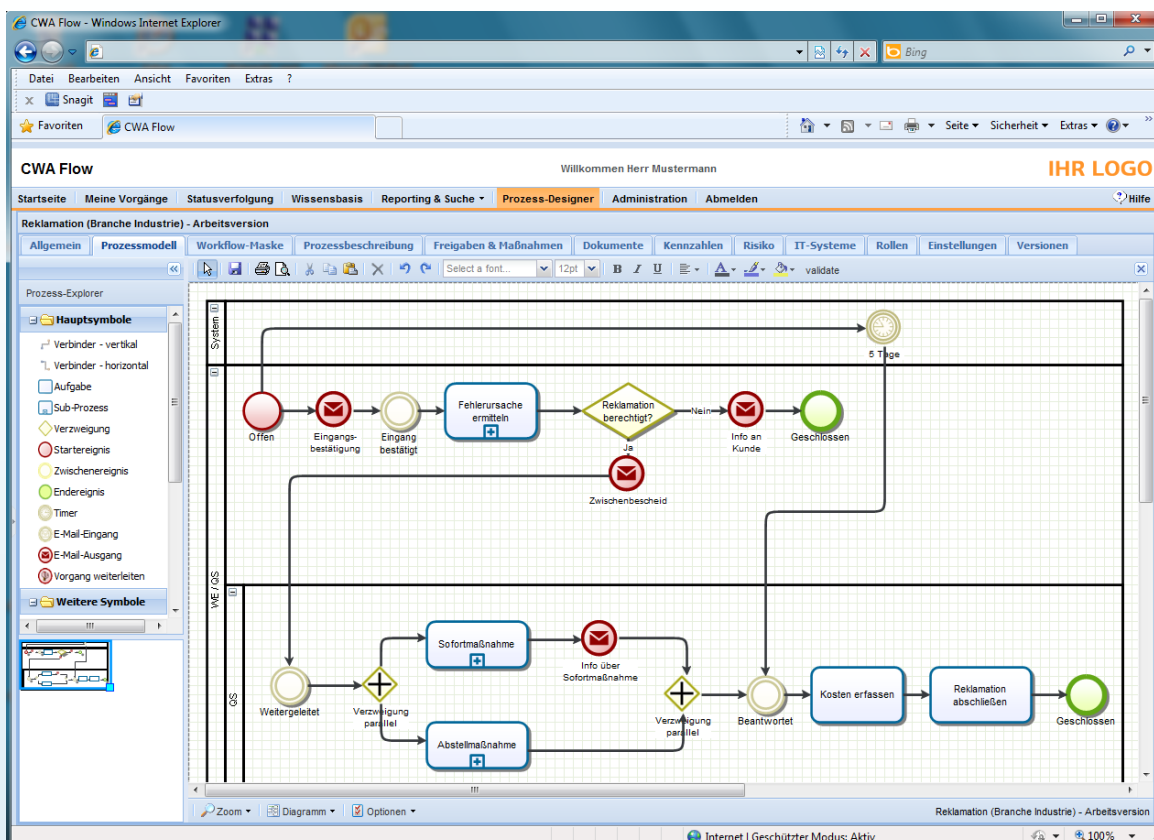 CWA Flow - Windows Internet Explorer
Bing
Datei Bearbeiten Ansicht Favoriten Extras ?
x Snagit
Favoriten CWA Flow
Seite Sicherheit Extras
CWA Flow
Willkommen Herr Mustermann
IHR LOGO
Startseite Meine Vorgänge Statusverfolgung Wissensbasis Reporting & Suche Prozess-Designer Administration Abmelden Hilfe
Reklamation (Branche Industrie) - Arbeitsversion
Allgemein Prozessmodell Workflow-Maske Prozessbeschreibung Freigaben & Maßnahmen Dokumente Kennzahlen Risiko IT-Systeme Rollen Einstellungen Versionen
Select a font... 12pt B I U A validate
Prozess-Explorer
Hauptsymbole
Verbinder - vertikal
Verbinder - horizontal
Aufgabe
Sub-Prozess
Verzweigung
Startereignis
Zwischenereignis
Endereignis
Timer
E-Mail-Eingang
E-Mail-Ausgang
Vorgang weiterleiten
Weitere Symbole
System
5 Tage
WE / QS
Offen
Eingangs-
bestätigung
Eingang
bestätigt
Fehlerursache
ermitteln
Reklamation
berechtigt?
Nein
Info an
Kunde
Geschlossen
Ja
Zwischenbescheid
QS
Weitergeleitet
Verzweigung
parallel
Sofortmaßnahme
Info über
Sofortmaßnahme
Abstellmaßnahme
Verzweigung
parallel
Beantwortet
Kosten erfassen
Reklamation
abschließen
Geschlossen
Zoom Diagramm Optionen
Reklamation (Branche Industrie) - Arbeitsversion
Internet | Geschützter Modus: Aktiv
100%